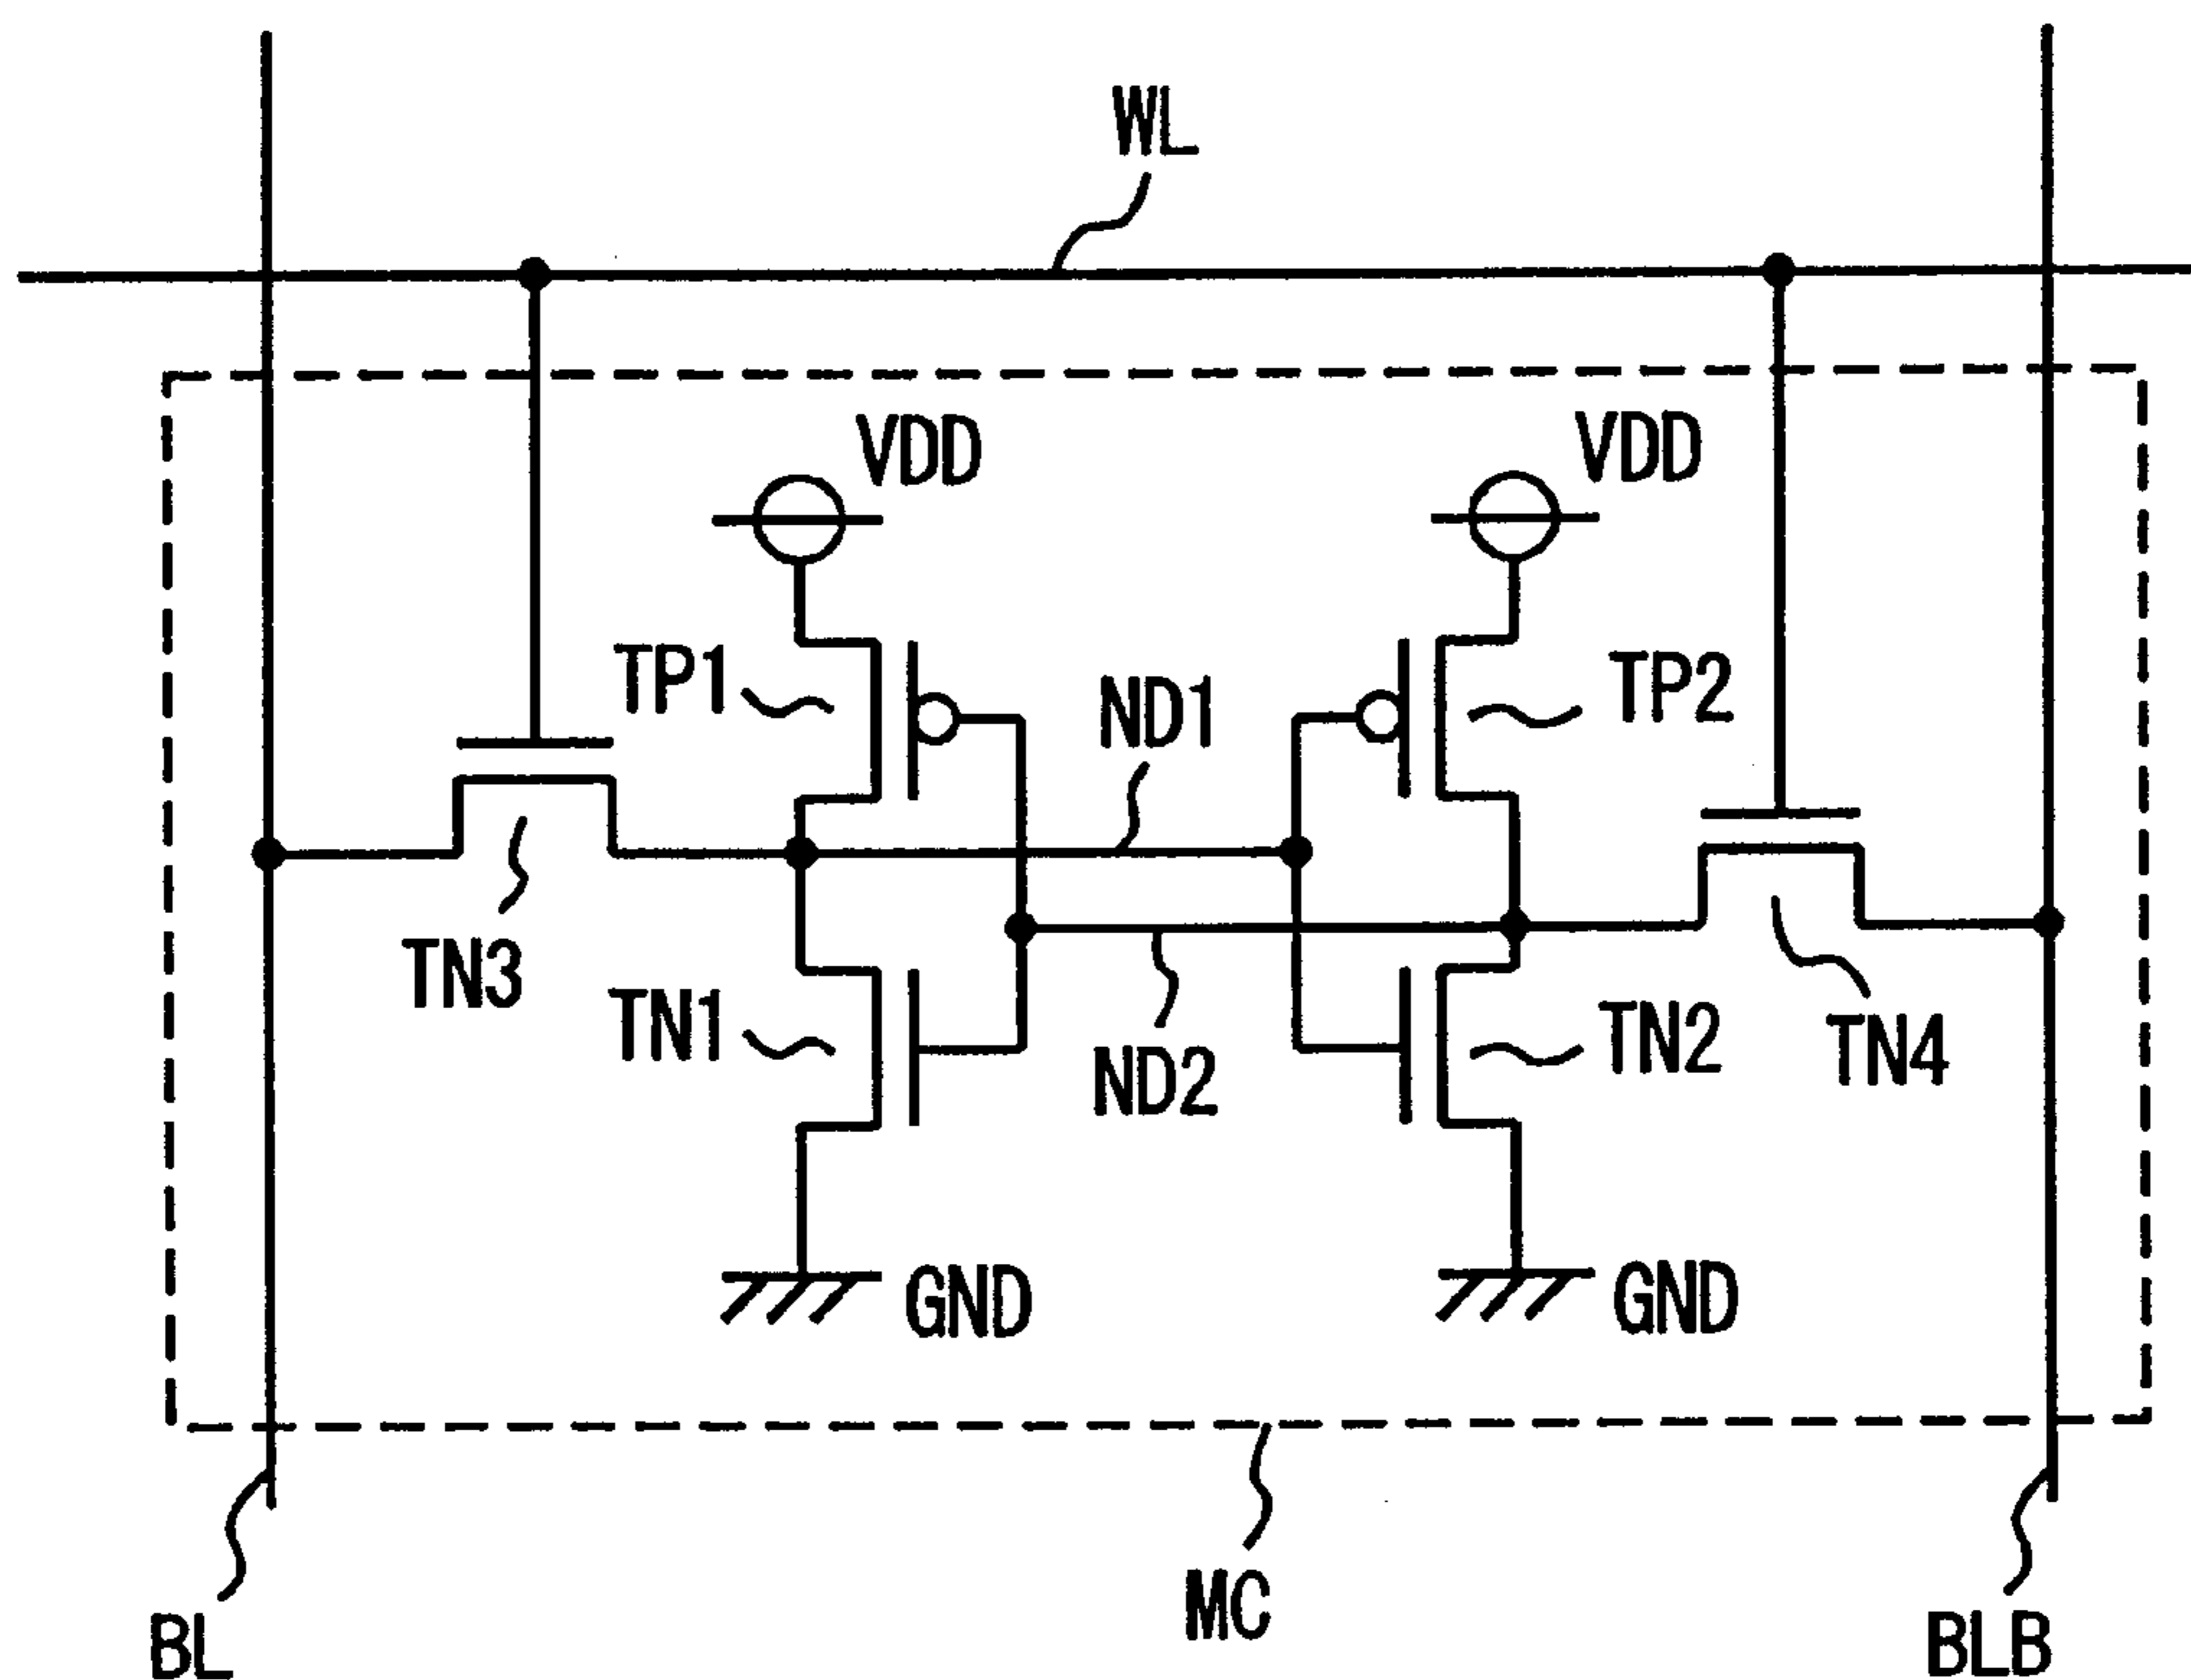 WL
VDD
VDD
TP1
ND1
TP2
TN3
TN1
ND2
TN2
TN4
GND
GND
MC
BL
BLB